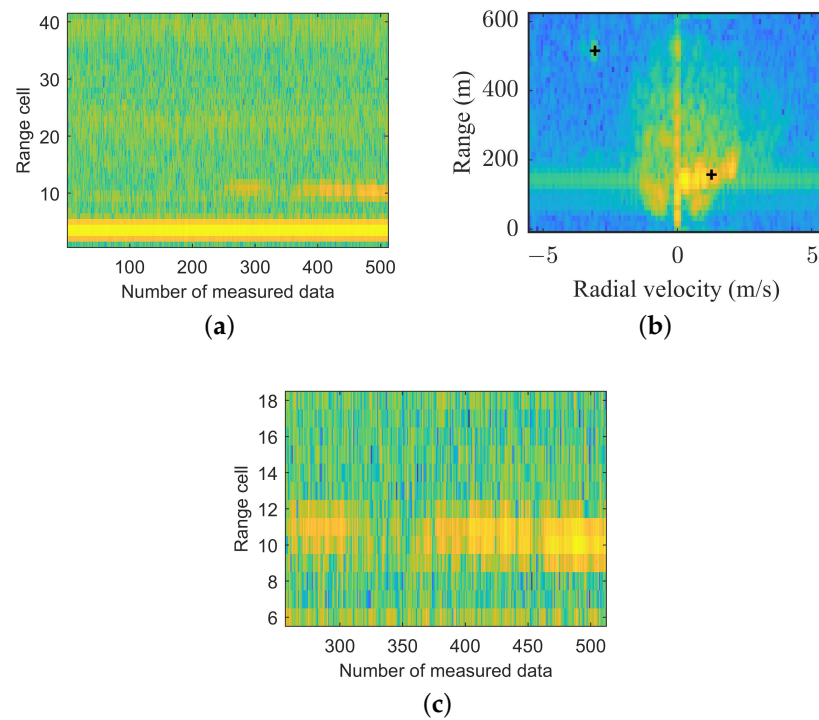 40
30
20
10
Range cell
100 200 300 400 500
Number of measured data
(a)
600
400
200
0
Range (m)
−5 0 5
Radial velocity (m/s)
(b)
18
16
14
12
10
8
6
Range cell
300 350 400 450 500
Number of measured data
(c)